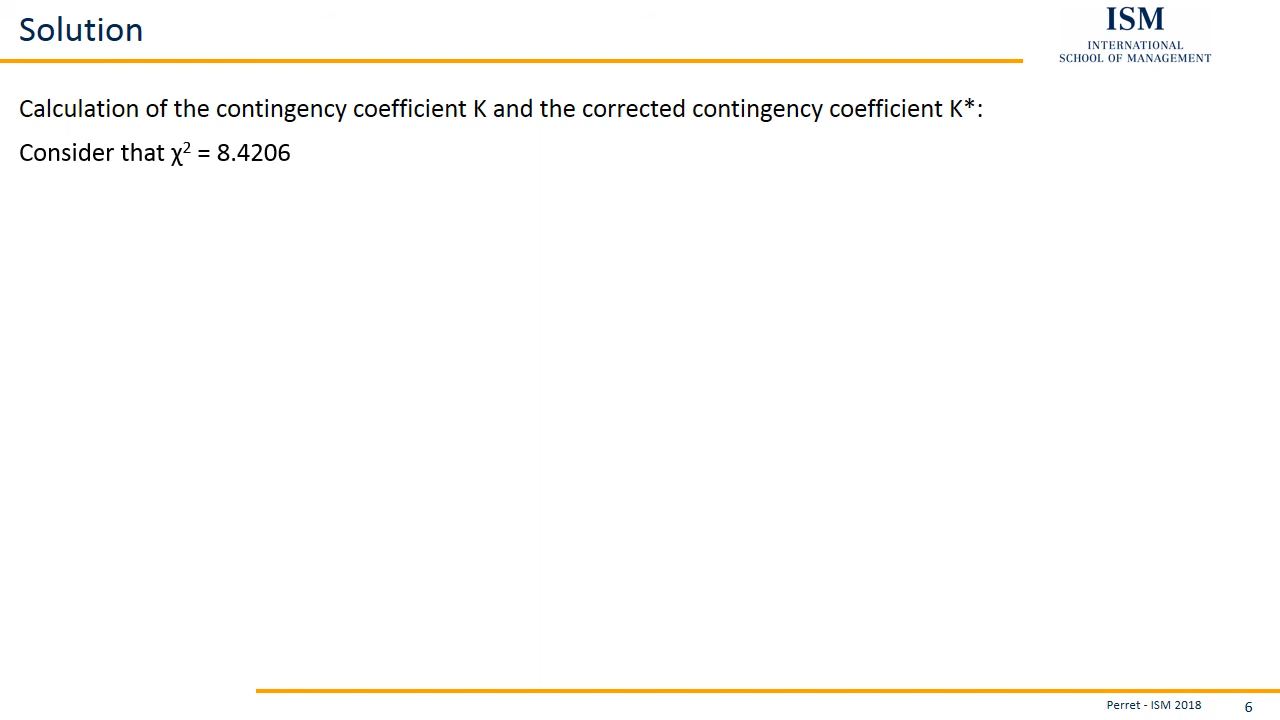 Solution
ISM
INTERNATIONAL
SCHOOL OF MANAGEMENT
Calculation of the contingency coefficient K and the corrected contingency coefficient K*:
Consider that χ² = 8.4206
Perret - ISM 2018
6